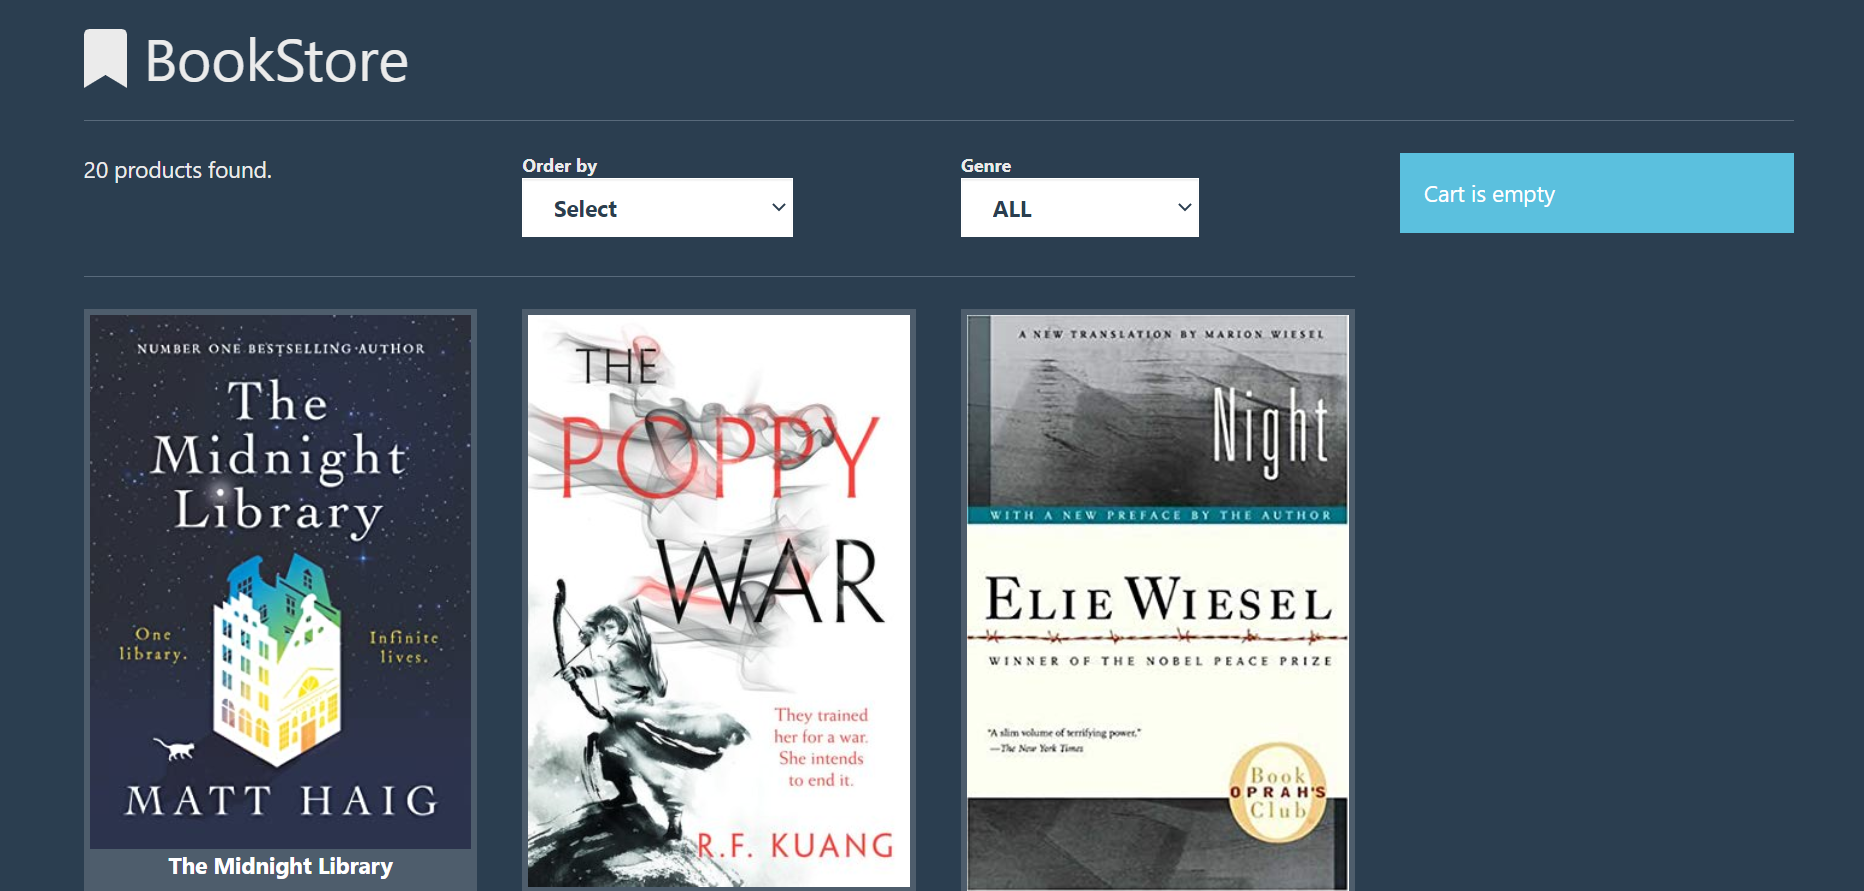 BookStore
20 products found.
Order by
Select
Genre
ALL
Cart is empty
NUMBER ONE BESTSELLING AUTHOR
The
Midnight
Library
One
library.
Infinite
lives.
MATT HAIG
The Midnight Library
THE
POPPY
WAR
They trained
her for a war.
She intends
to end it.
R.F. KUANG
A NEW TRANSLATION BY MARION WIESEL
Night
WITH A NEW PREFACE BY THE AUTHOR
ELIE WIESEL
WINNER OF THE NOBEL PEACE PRIZE
"A slim volume of terrifying power."
—The New York Times
Book
OPRAH'S
Club